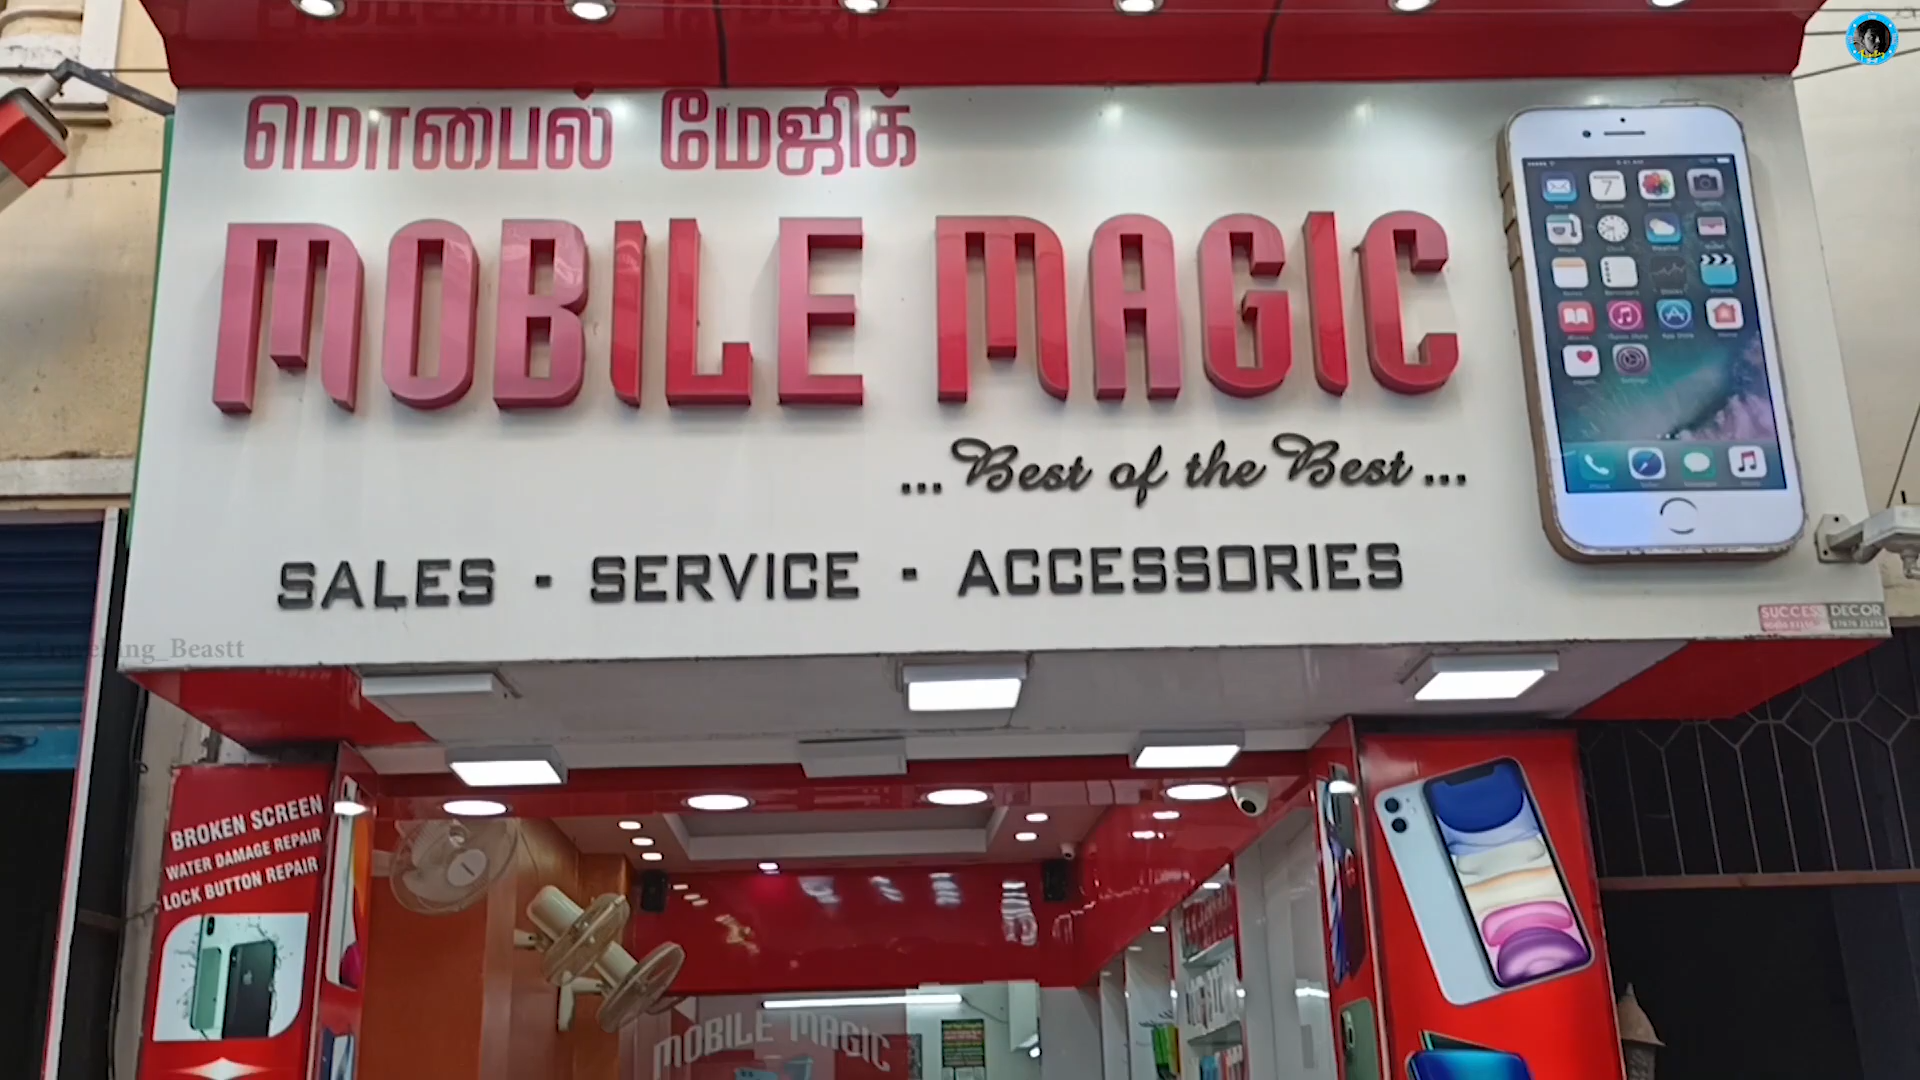 மொபைல் மேஜிக்
MOBILE MAGIC
... Best of the Best ...
SALES - SERVICE - ACCESSORIES
SUCCESS DECOR
BROKEN SCREEN
WATER DAMAGE REPAIR
LOCK BUTTON REPAIR
MOBILE MAGIC